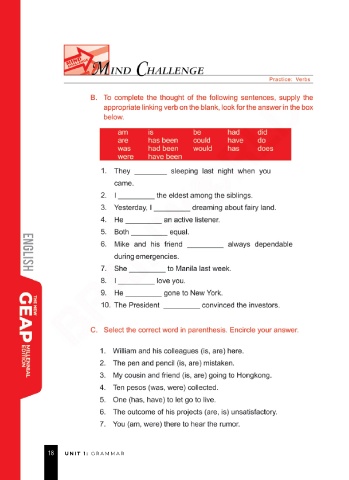 MIND CHALLENGE
Practice: Verbs
B. To complete the thought of the following sentences, supply the
appropriate linking verb on the blank, look for the answer in the box
below.
am is be had did
are has been could have do
was had been would has does
were have been
1. They ________ sleeping last night when you
came.
2. I _________ the eldest among the siblings.
3. Yesterday, I _________ dreaming about fairy land.
4. He _________ an active listener.
5. Both _________ equal.
6. Mike and his friend _________ always dependable
during emergencies.
7. She _________ to Manila last week.
8. I _________ love you.
9. He _________ gone to New York.
10. The President _________ convinced the investors.
C. Select the correct word in parenthesis. Encircle your answer.
1. William and his colleagues (is, are) here.
2. The pen and pencil (is, are) mistaken.
3. My cousin and friend (is, are) going to Hongkong.
4. Ten pesos (was, were) collected.
5. One (has, have) to let go to live.
6. The outcome of his projects (are, is) unsatisfactory.
7. You (am, were) there to hear the rumor.
ENGLISH
THE NEW
GEAP
MILLENNIAL
EDITION
18 UNIT I: GRAMMAR